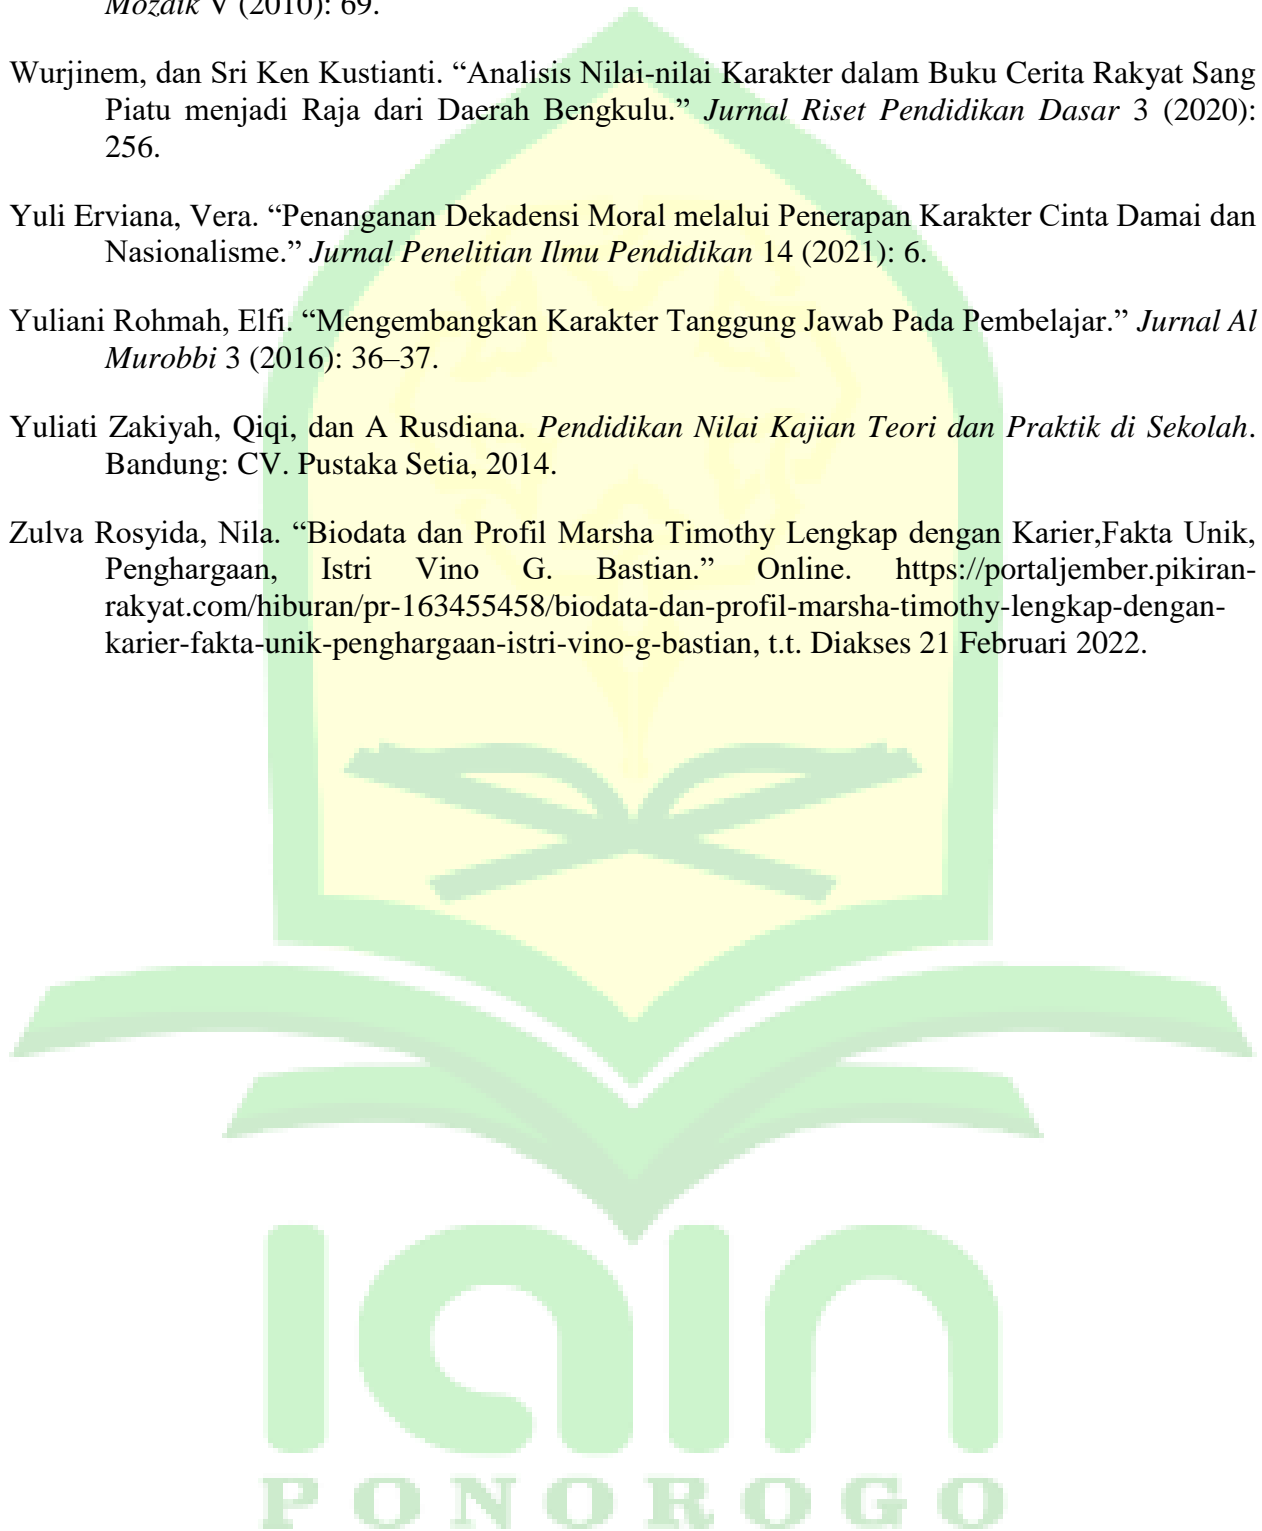 Mozaik V (2010): 69.
Wurjinem, dan Sri Ken Kustianti. “Analisis Nilai-nilai Karakter dalam Buku Cerita Rakyat Sang
Piatu menjadi Raja dari Daerah Bengkulu.” Jurnal Riset Pendidikan Dasar 3 (2020):
256.
Yuli Erviana, Vera. “Penanganan Dekadensi Moral melalui Penerapan Karakter Cinta Damai dan
Nasionalisme.” Jurnal Penelitian Ilmu Pendidikan 14 (2021): 6.
Yuliani Rohmah, Elfi. “Mengembangkan Karakter Tanggung Jawab Pada Pembelajar.” Jurnal Al
Murobbi 3 (2016): 36–37.
Yuliati Zakiyah, Qiqi, dan A Rusdiana. Pendidikan Nilai Kajian Teori dan Praktik di Sekolah.
Bandung: CV. Pustaka Setia, 2014.
Zulva Rosyida, Nila. “Biodata dan Profil Marsha Timothy Lengkap dengan Karier,Fakta Unik,
Penghargaan, Istri Vino G. Bastian.” Online. https://portaljember.pikiran-
rakyat.com/hiburan/pr-163455458/biodata-dan-profil-marsha-timothy-lengkap-dengan-
karier-fakta-unik-penghargaan-istri-vino-g-bastian, t.t. Diakses 21 Februari 2022.
iain
PONOROGO